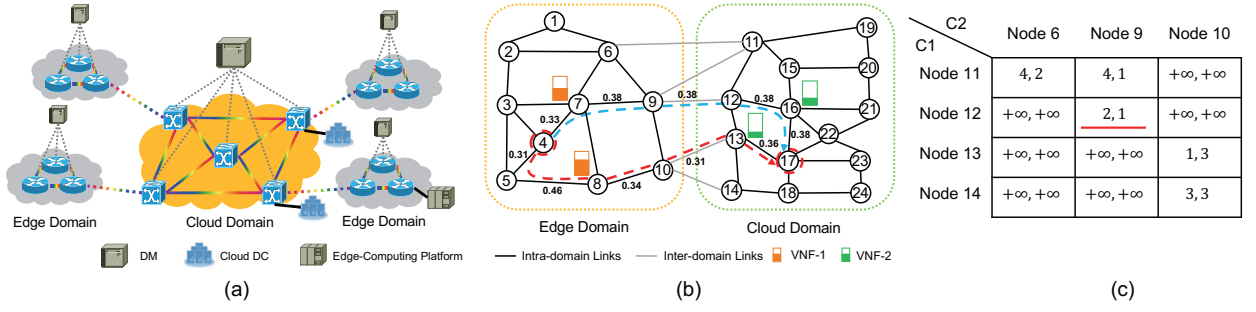 DM
DM
Edge Domain
Cloud Domain
Edge Domain
DM
Cloud DC
Edge-Computing Platform
(a)
1
2
6
11
19
15
20
3
7
0.38
9
0.38
12
0.38
16
21
0.33
4
13
0.38
22
0.31
0.36
17
23
0.31
10
5
0.46
8
0.34
14
18
24
Edge Domain
Cloud Domain
Intra-domain Links
Inter-domain Links
VNF-1
VNF-2
(b)
C2
C1
Node 6
Node 9
Node 10
Node 11
4, 2
4, 1
+∞, +∞
Node 12
+∞, +∞
2, 1
+∞, +∞
Node 13
+∞, +∞
+∞, +∞
1, 3
Node 14
+∞, +∞
+∞, +∞
3, 3
(c)